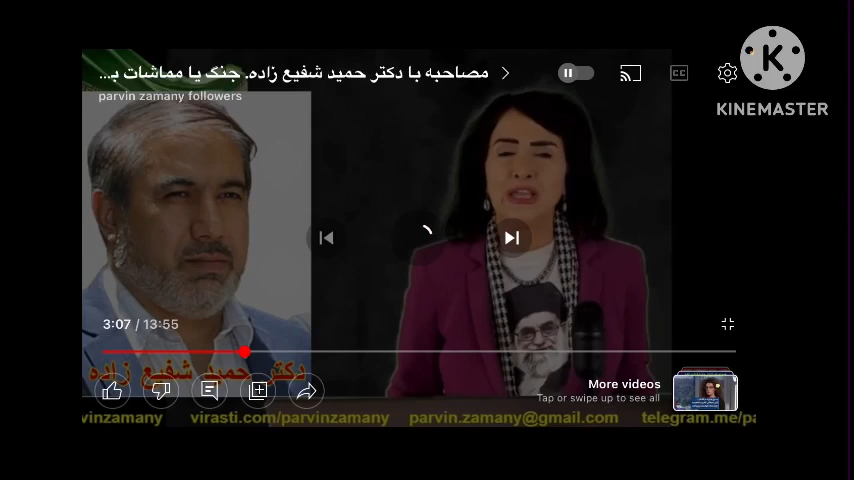 مصاحبه با دکتر حمید شفیع زاده. جنگ یا مماشات ب...
parvin zamany followers
CC
K
KINEMASTER
3:07 / 13:55
دکتر حمید شفیع زاده
More videos
Tap or swipe up to see all
vinzamany virasti.com/parvinzamany parvin.zamany@gmail.com telegram.me/pa